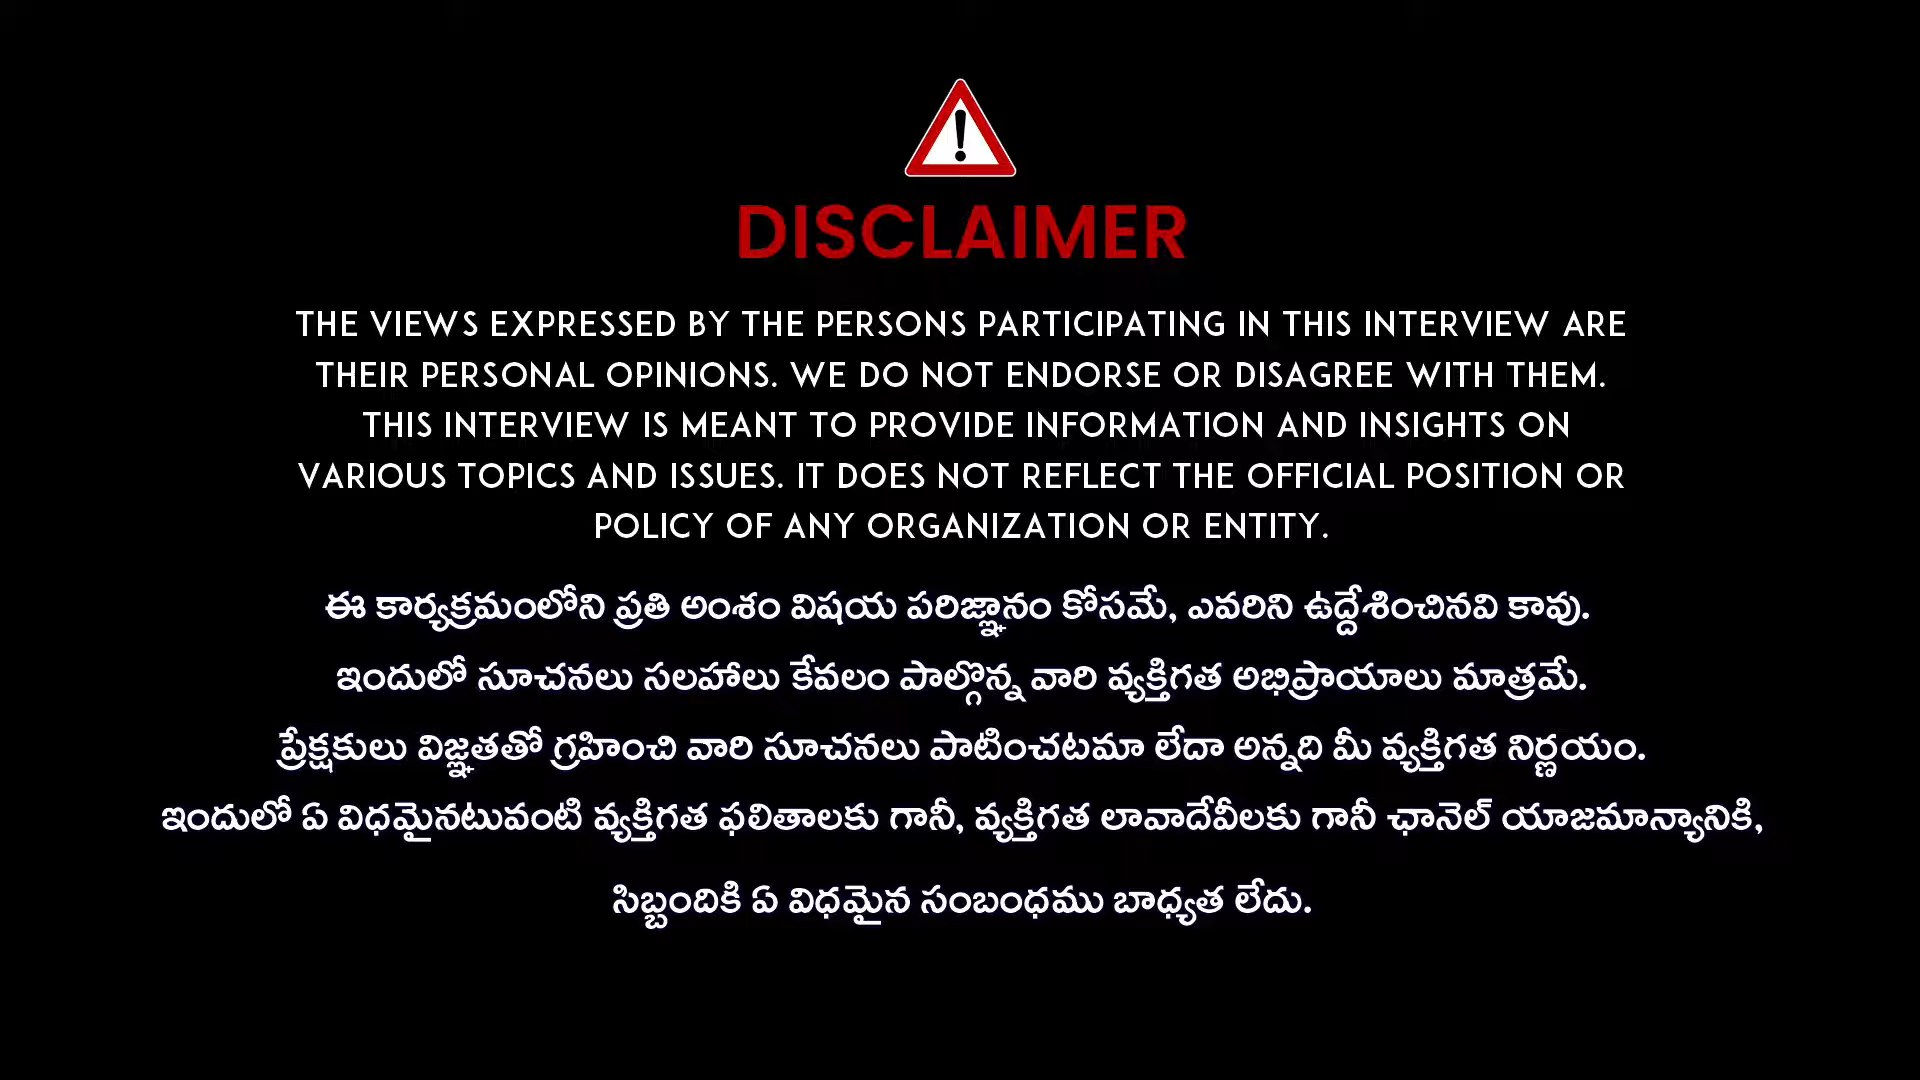 DISCLAIMER
THE VIEWS EXPRESSED BY THE PERSONS PARTICIPATING IN THIS INTERVIEW ARE
THEIR PERSONAL OPINIONS. WE DO NOT ENDORSE OR DISAGREE WITH THEM.
THIS INTERVIEW IS MEANT TO PROVIDE INFORMATION AND INSIGHTS ON
VARIOUS TOPICS AND ISSUES. IT DOES NOT REFLECT THE OFFICIAL POSITION OR
POLICY OF ANY ORGANIZATION OR ENTITY.
ఈ కార్యక్రమంలోని ప్రతి అంశం విషయ పరిజ్ఞానం కోసమే, ఎవరిని ఉద్దేశించినవి కావు.
ఇందులో సూచనలు సలహాలు కేవలం పాల్గొన్న వారి వ్యక్తిగత అభిప్రాయాలు మాత్రమే.
ప్రేక్షకులు విజ్ఞతతో గ్రహించి వారి సూచనలు పాటించటమా లేదా అన్నది మీ వ్యక్తిగత నిర్ణయం.
ఇందులో ఏ విధమైనటువంటి వ్యక్తిగత ఫలితాలకు గానీ, వ్యక్తిగత లావాదేవీలకు గానీ ఛానెల్ యాజమాన్యానికి,
సిబ్బందికి ఏ విధమైన సంబంధము బాధ్యత లేదు.